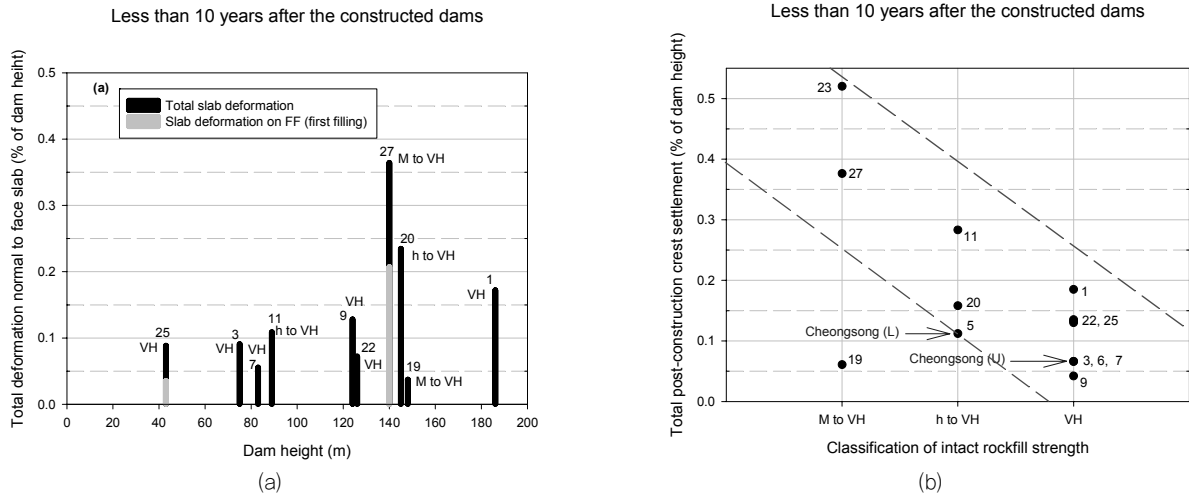 Less than 10 years after the constructed dams
Total deformation normal to face slab (% of dam heiht)
0.5
0.4
0.3
0.2
0.1
0.0
(a)
Total slab deformation
Slab deformation on FF (first filling)
25
VH
3
VH
VH
7
11
h to VH
VH
9
22
VH
27
M to VH
20
h to VH
19
M to VH
1
VH
0 20 40 60 80 100 120 140 160 180 200
Dam height (m)
(a)
Less than 10 years after the constructed dams
Total post-construction crest settlement (% of dam height)
0.5
0.4
0.3
0.2
0.1
0.0
23
27
19
11
20
5
Cheongsong (L)
1
22, 25
Cheongsong (U)
3, 6, 7
9
M to VH h to VH VH
Classification of intact rockfill strength
(b)